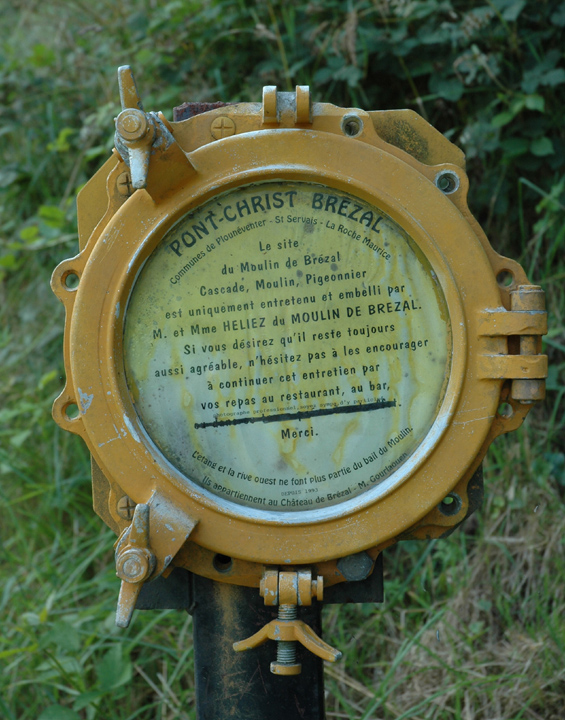 PONT-CHRIST BREZAL
Communes de Plounéventer - St Servais - La Roche Maurice
Le site
du Moulin de Brézal
Cascade, Moulin, Pigeonnier
est uniquement entretenu et embelli par
M. et Mme HELIEZ du MOULIN DE BREZAL.
Si vous désirez qu'il reste toujours
aussi agréable, n'hésitez pas à les encourager
à continuer cet entretien par
vos repas au restaurant, au bar,
Merci.
L'étang et la rive ouest ne font plus partie du bail du Moulin.
Ils appartiennent au Château de Brézal - M.
DEPUIS